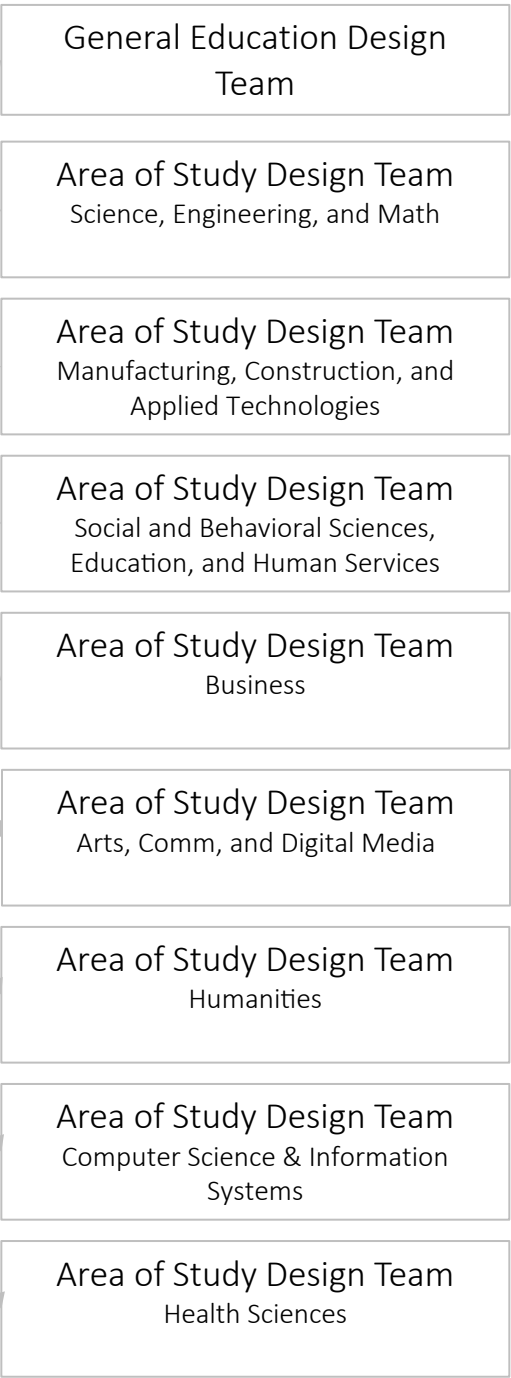 General Education Design
Team
Area of Study Design Team
Science, Engineering, and Math
Area of Study Design Team
Manufacturing, Construction, and
Applied Technologies
Area of Study Design Team
Social and Behavioral Sciences,
Education, and Human Services
Area of Study Design Team
Business
Area of Study Design Team
Arts, Comm, and Digital Media
Area of Study Design Team
Humanities
Area of Study Design Team
Computer Science & Information
Systems
Area of Study Design Team
Health Sciences